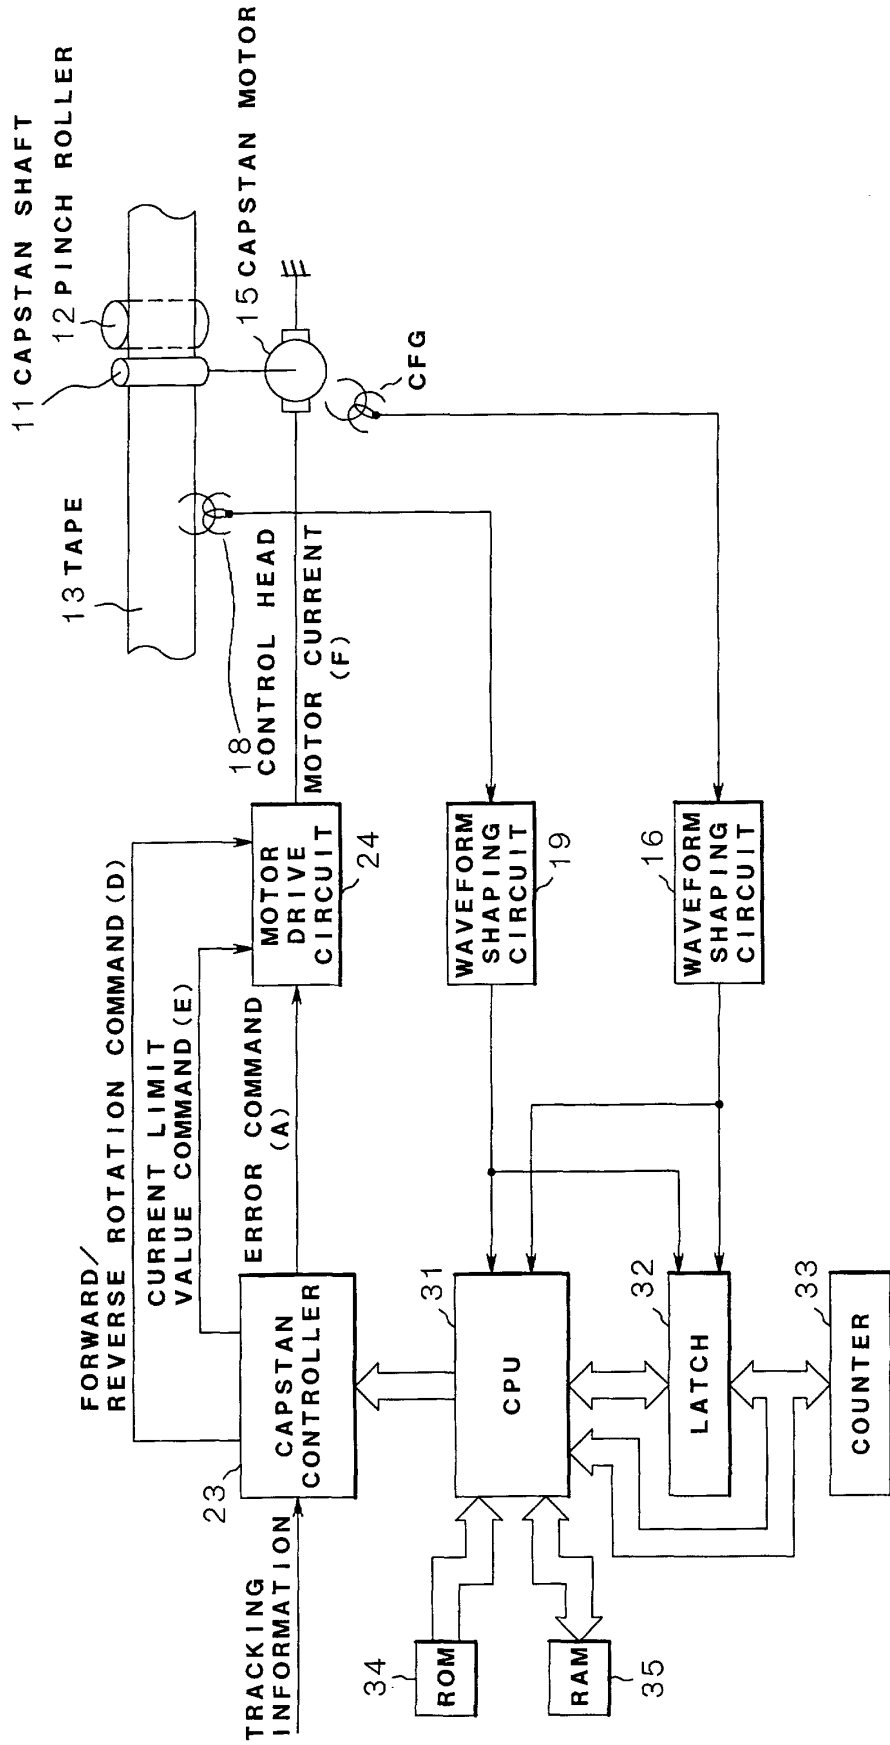 11 CAPSTAN SHAFT
12 PINCH ROLLER
13 TAPE
15 CAPSTAN MOTOR
CFG
18
CONTROL HEAD
MOTOR CURRENT
(F)
FORWARD/
REVERSE ROTATION COMMAND(D)
CURRENT LIMIT
VALUE COMMAND(E)
ERROR COMMAND
(A)
MOTOR
DRIVE
CIRCUIT
24
WAVEFORM
SHAPING
CIRCUIT
19
WAVEFORM
SHAPING
CIRCUIT
16
TRACKING
INFORMATION
23
CAPSTAN
CONTROLLER
31
CPU
32
LATCH
33
COUNTER
34
ROM
RAM
35